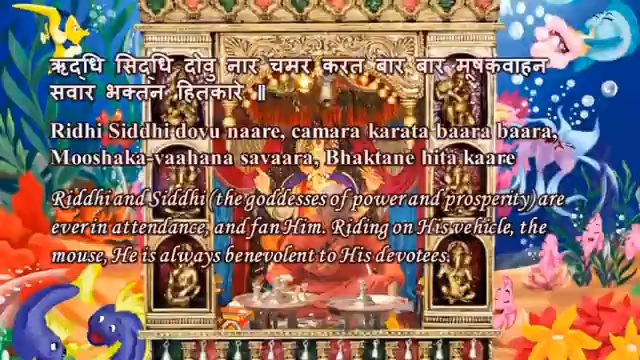 ऋद्धि सिद्धि दोवु नार चमर करत बार बार मूषकवाहन
सवार भक्तन हितकारे ॥
Ridhi Siddhi dovu naare, camara karata baara baara,
Mooshaka-vaahana savaara, Bhaktane hita kaare
Riddhi and Siddhi (the goddesses of power and prosperity) are
ever in attendance, and fan Him. Riding on His vehicle, the
mouse, He is always benevolent to His devotees.